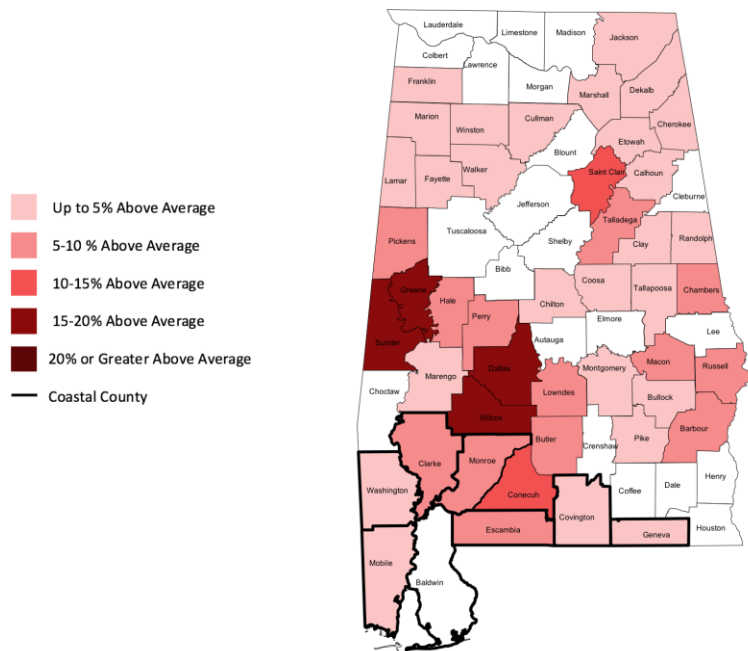 Lauderdale
Limestone
Madison
Jackson
Colbert
Lawrence
Franklin
Morgan
Marshall
Dekalb
Marion
Winston
Cullman
Cherokee
Etowah
Blount
Lamar
Fayette
Walker
Saint Clair
Calhoun
Cleburne
Jefferson
Talladega
Tuscaloosa
Shelby
Clay
Randolph
Pickens
Bibb
Greene
Hale
Perry
Chilton
Coosa
Tallapoosa
Chambers
Sumter
Autauga
Elmore
Lee
Choctaw
Marengo
Dallas
Lowndes
Montgomery
Macon
Russell
Bullock
Wilcox
Butler
Crenshaw
Pike
Barbour
Clarke
Monroe
Washington
Conecuh
Covington
Coffee
Dale
Henry
Escambia
Geneva
Houston
Mobile
Baldwin
Up to 5% Above Average
5-10 % Above Average
10-15% Above Average
15-20% Above Average
20% or Greater Above Average
Coastal County